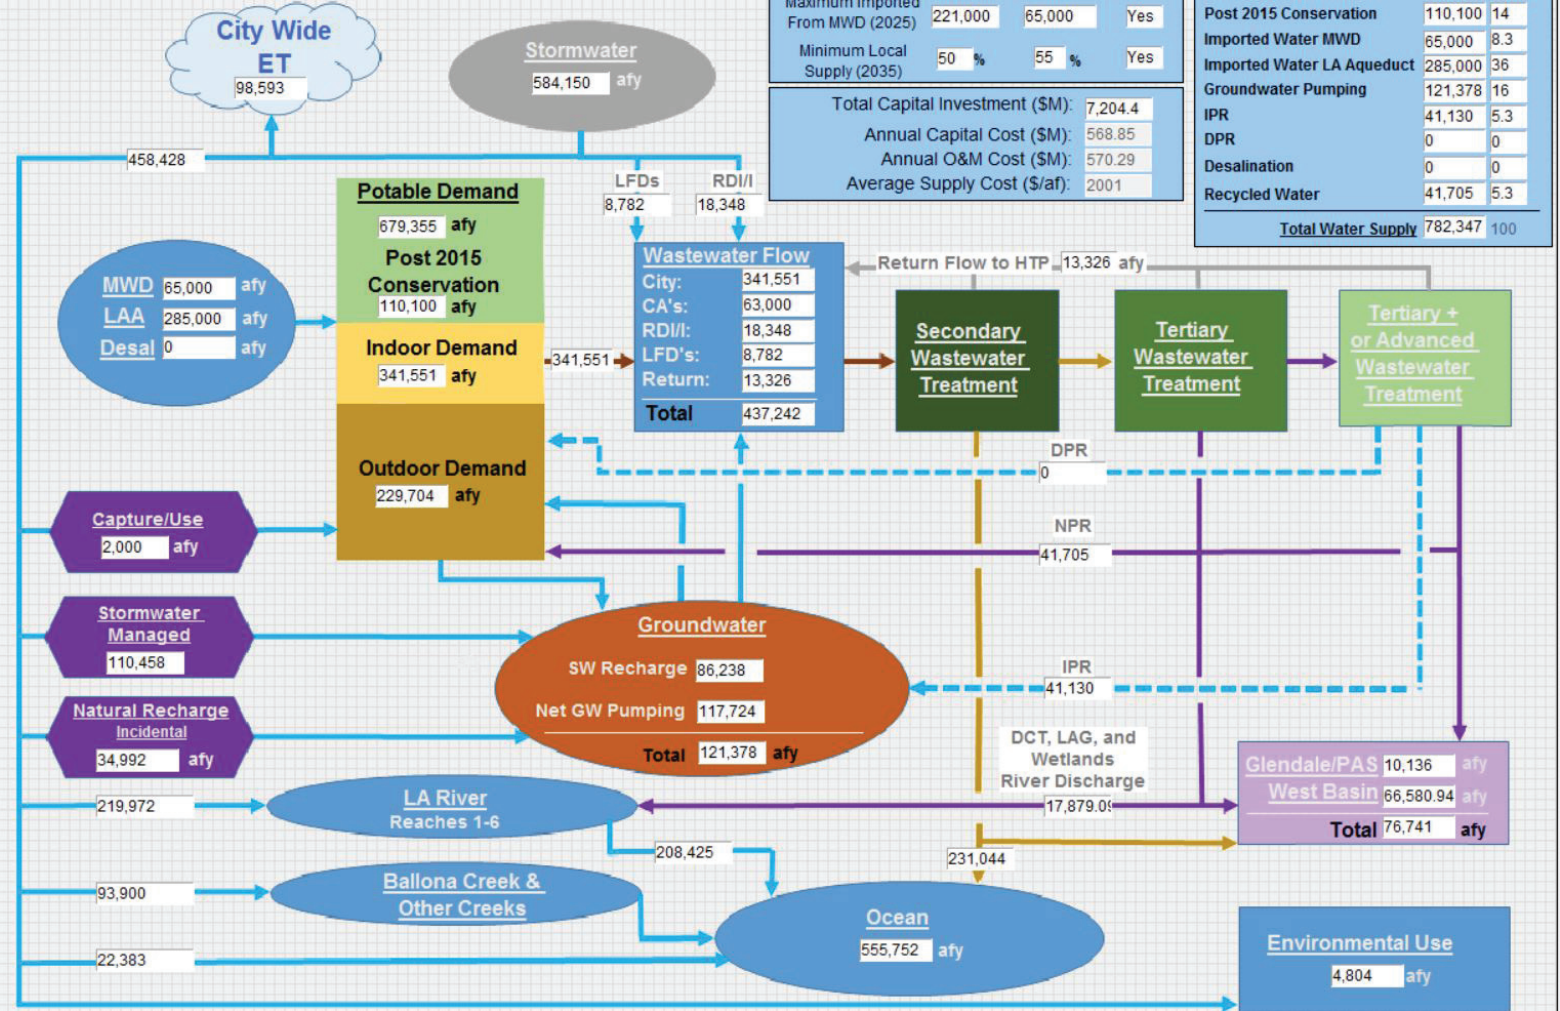 City Wide
ET
98,593
Stormwater
584,150 afy
Maximum Imported
From MWD (2025) 221,000 65,000 Yes
Minimum Local
Supply (2035) 50 % 55 % Yes
Total Capital Investment ($M): 7,204.4
Annual Capital Cost ($M): 568.85
Annual O&M Cost ($M): 570.29
Average Supply Cost ($/af): 2001
Post 2015 Conservation 110,100 14
Imported Water MWD 65,000 8.3
Imported Water LA Aqueduct 285,000 36
Groundwater Pumping 121,378 16
IPR 41,130 5.3
DPR 0 0
Desalination 0 0
Recycled Water 41,705 5.3
Total Water Supply 782,347 100
458,428
LFDs
8,782
RDI/I
18,348
Potable Demand
679,355 afy
Post 2015
Conservation
110,100 afy
Indoor Demand
341,551 afy
Outdoor Demand
229,704 afy
MWD 65,000 afy
LAA 285,000 afy
Desal 0 afy
341,551
Wastewater Flow
City: 341,551
CA's: 63,000
RDI/I: 18,348
LFD's: 8,782
Return: 13,326
Total 437,242
Return Flow to HTP 13,326 afy
Secondary
Wastewater
Treatment
Tertiary
Wastewater
Treatment
Tertiary +
or Advanced
Wastewater
Treatment
DPR
0
NPR
41,705
IPR
41,130
Capture/Use
2,000 afy
Stormwater
Managed
110,458
Natural Recharge
Incidental
34,992 afy
Groundwater
SW Recharge 86,238
Net GW Pumping 117,724
Total 121,378 afy
DCT, LAG, and
Wetlands
River Discharge
17,879.09
Glendale/PAS 10,136 afy
West Basin 66,580.94 afy
Total 76,741 afy
219,972
LA River
Reaches 1-6
208,425
231,044
93,900
Ballona Creek &
Other Creeks
22,383
Ocean
555,752 afy
Environmental Use
4,804 afy